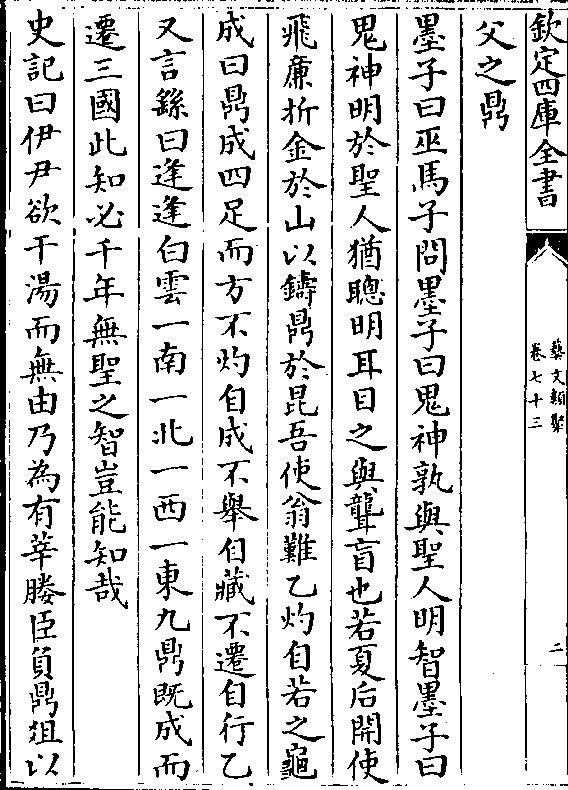 欽定四庫全書
藝文類聚
卷七十三
二
父之鼎
墨子曰巫馬子問墨子曰鬼神孰與聖人明智墨子曰
鬼神明於聖人猶聰明耳目之與聾盲也若夏后開使
飛廉折金於山以鑄鼎於昆吾使翁難乙灼自若之龜
成曰鼎成四足而方不灼自成不舉自藏不遷自行乙
又言繇曰逢逢白雲一南一北一西一東九鼎既成而
遷三國此知必千年無聖之智豈能知哉
史記曰伊尹欲干湯而無由乃為有莘媵臣負鼎俎以